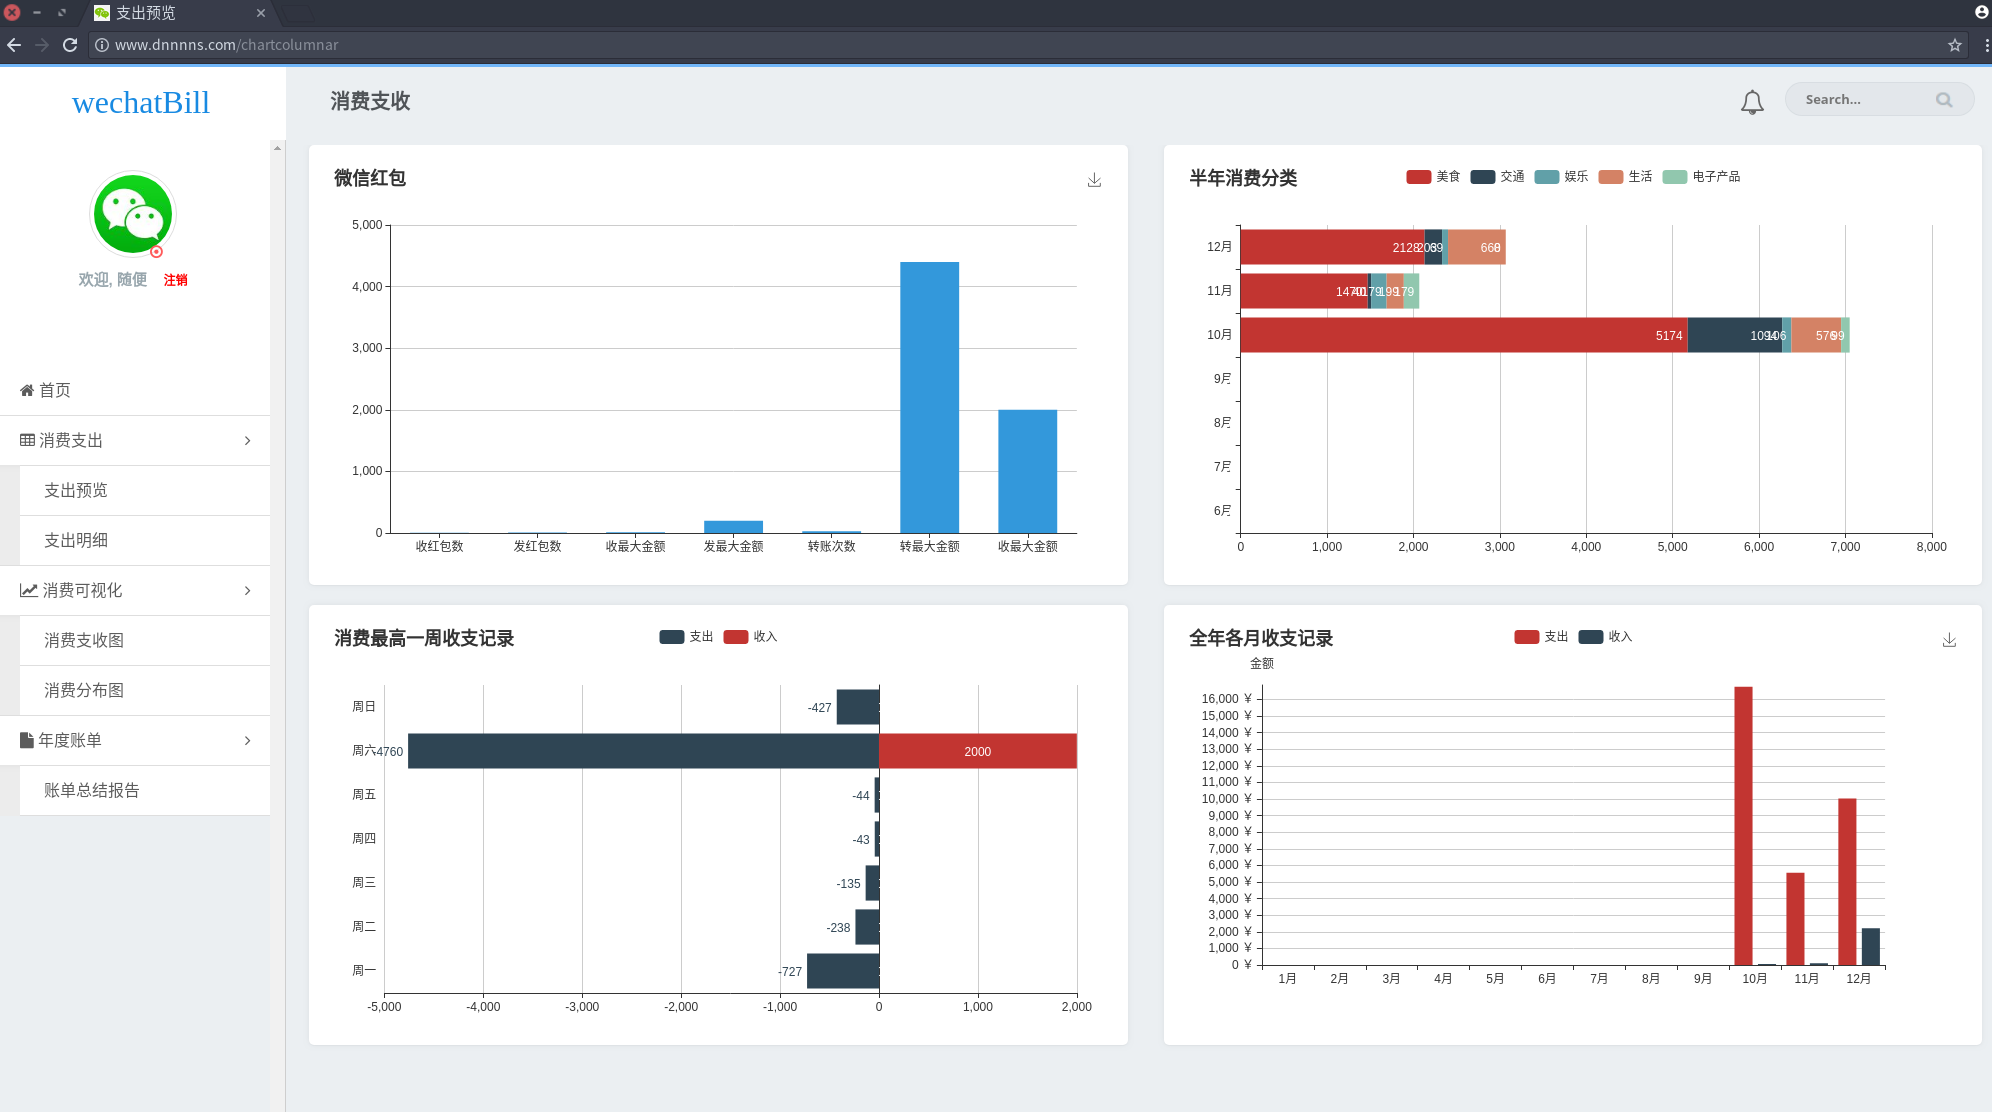 支出预览
www.dnnnns.com/chartcolumnar
wechatBill
消费支收
Search...
欢迎, 随便 注销
首页
消费支出
支出预览
支出明细
消费可视化
消费支收图
消费分布图
年度账单
账单总结报告
微信红包
5,000
4,000
3,000
2,000
1,000
0
收红包数 发红包数 收最大金额 发最大金额 转账次数 转最大金额 收最大金额
半年消费分类
美食 交通 娱乐 生活 电子产品
12月 2128 668
11月 179
10月 5174 99
9月
8月
7月
6月
0 1,000 2,000 3,000 4,000 5,000 6,000 7,000 8,000
消费最高一周收支记录
支出 收入
周日 -427
周六 4760 2000
周五 -44
周四 -43
周三 -135
周二 -238
周一 -727
-5,000 -4,000 -3,000 -2,000 -1,000 0 1,000 2,000
全年各月收支记录
支出 收入
金额
16,000 ￥
15,000 ￥
14,000 ￥
13,000 ￥
12,000 ￥
11,000 ￥
10,000 ￥
9,000 ￥
8,000 ￥
7,000 ￥
6,000 ￥
5,000 ￥
4,000 ￥
3,000 ￥
2,000 ￥
1,000 ￥
0 ￥
1月 2月 3月 4月 5月 6月 7月 8月 9月 10月 11月 12月